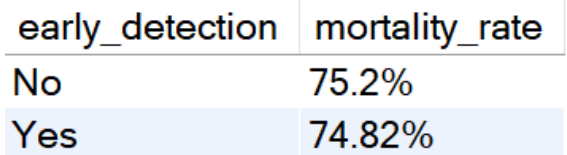 early_detection mortality_rate
No 75.2%
Yes 74.82%